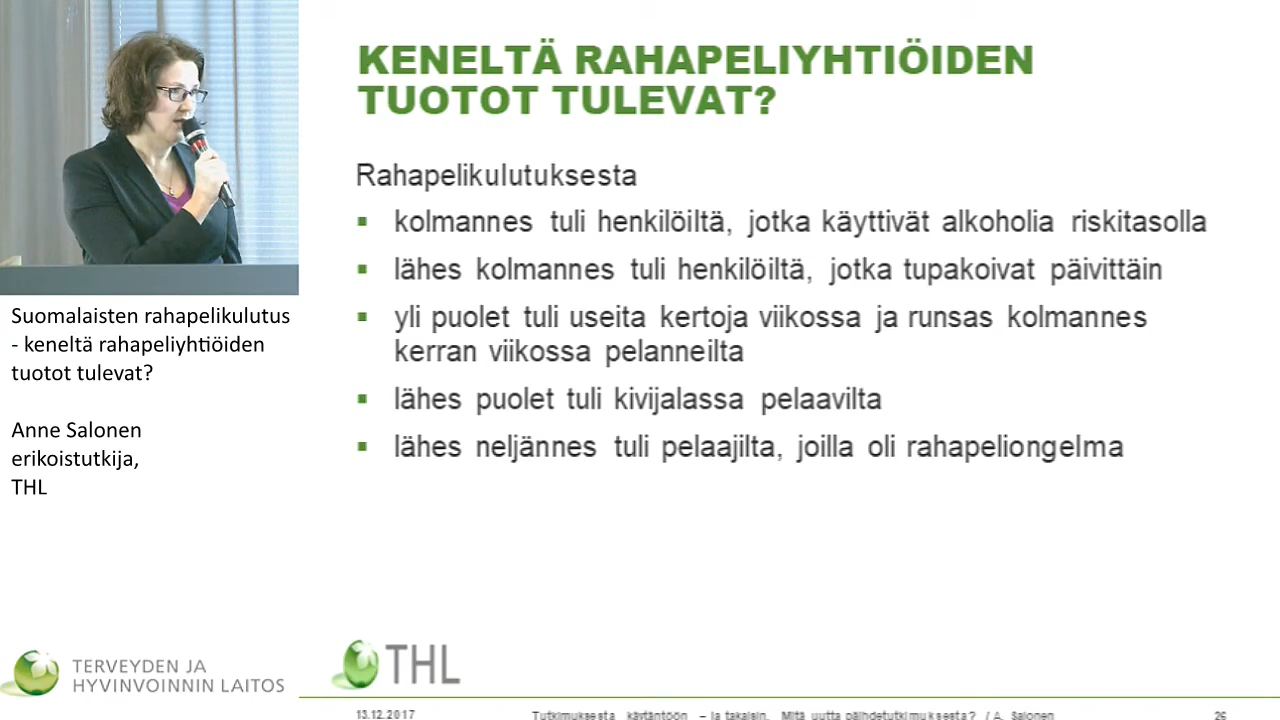 KENELTÄ RAHAPELIYHTIÖIDEN
TUOTOT TULEVAT?
Rahapelikulutuksesta
▪ kolmannes tuli henkilöiltä, jotka käyttivät alkoholia riskitasolla
▪ lähes kolmannes tuli henkilöiltä, jotka tupakoivat päivittäin
▪ yli puolet tuli useita kertoja viikossa ja runsas kolmannes
kerran viikossa pelanneilta
▪ lähes puolet tuli kivijalassa pelaavilta
▪ lähes neljännes tuli pelaajilta, joilla oli rahapeliongelma
Suomalaisten rahapelikulutus
- keneltä rahapeliyhtiöiden
tuotot tulevat?
Anne Salonen
erikoistutkija,
THL
TERVEYDEN JA
HYVINVOINNIN LAITOS
THL
13.12.2017
Tutkimuksesta käytäntöön – ja takaisin. Mitä uutta päihdetutkimuksesta? / A. Salonen
26